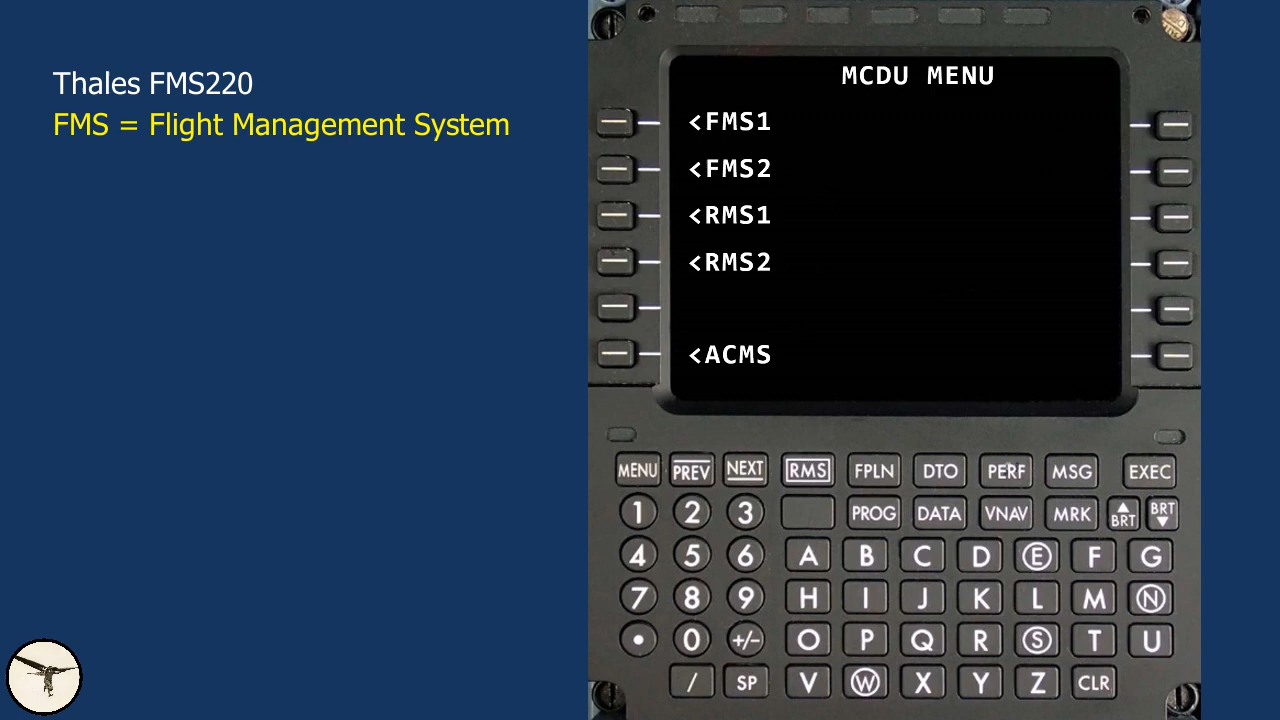 Thales FMS220
FMS = Flight Management System
MCDU MENU
<FMS1
<FMS2
<RMS1
<RMS2
<ACMS
MENU PREV NEXT RMS FPLN DTO PERF MSG EXEC
1 2 3 PROG DATA VNAV MRK ▲ BRT BRT ▼
4 5 6 A B C D E F G
7 8 9 H I J K L M N
• 0 +/- O P Q R S T U
/ SP V W X Y Z CLR